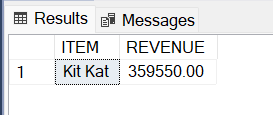 Results Messages
ITEM REVENUE
1 Kit Kat 359550.00